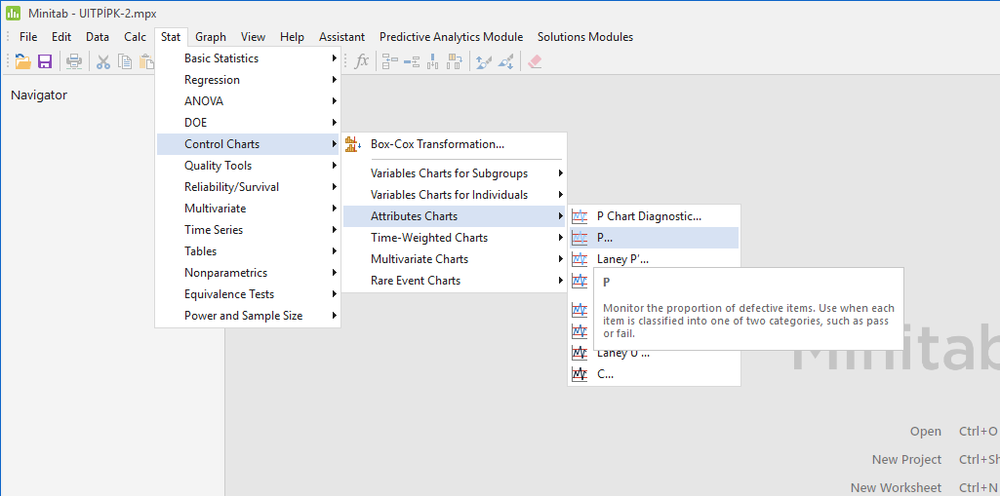 Minitab - UITPİPK-2.mpx
File Edit Data Calc Stat Graph View Help Assistant Predictive Analytics Module Solutions Modules
fx
Navigator
Basic Statistics
Regression
ANOVA
DOE
Control Charts
Quality Tools
Reliability/Survival
Multivariate
Time Series
Tables
Nonparametrics
Equivalence Tests
Power and Sample Size
Box-Cox Transformation...
Variables Charts for Subgroups
Variables Charts for Individuals
Attributes Charts
Time-Weighted Charts
Multivariate Charts
Rare Event Charts
P Chart Diagnostic...
P...
Laney P'...
P
Monitor the proportion of defective items. Use when each
item is classified into one of two categories, such as pass
or fail.
Laney U'...
C...
Minitab
Open Ctrl+O
New Project Ctrl+Sh
New Worksheet Ctrl+N